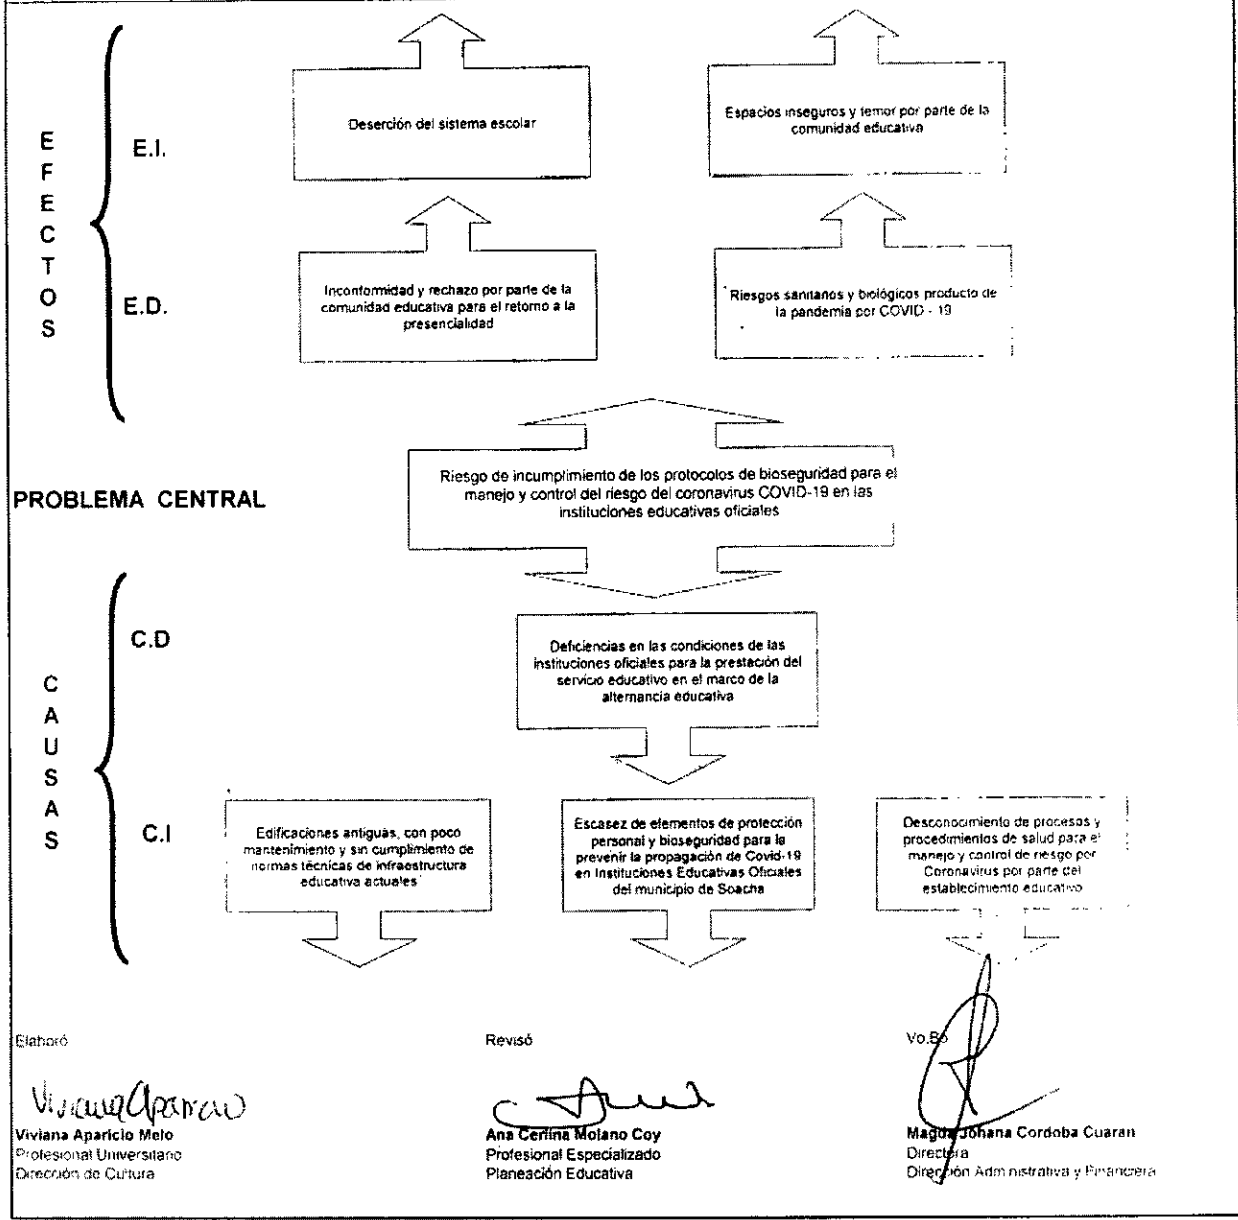 EFECTOS
E.I.
Deserción del sistema escolar
Espacios inseguros y temor por parte de la
comunidad educativa
E.D.
Inconformidad y rechazo por parte de la
comunidad educativa para el retorno a la
presencialidad
Riesgos sanitarios y biológicos producto de
la pandemia por COVID - 19
PROBLEMA CENTRAL
Riesgo de incumplimiento de los protocolos de bioseguridad para el
manejo y control del riesgo del coronavirus COVID-19 en las
instituciones educativas oficiales
CAUSAS
C.D
Deficiencias en las condiciones de las
instituciones oficiales para la prestación del
servicio educativo en el marco de la
alternancia educativa
C.I
Edificaciones antiguas, con poco
mantenimiento y sin cumplimiento de
normas técnicas de infraestructura
educativa actuales
Escasez de elementos de protección
personal y bioseguridad para la
prevenir la propagación de Covid-19
en Instituciones Educativas Oficiales
del municipio de Soacha
Desconocimiento de procesos y
procedimientos de salud para el
manejo y control de riesgo por
Coronavirus por parte del
establecimiento educativo
Elaboró
Revisó
Vo.Bo
Viviana Aparicio
Viviana Aparicio Melo
Profesional Universitario
Dirección de Cultura
Ana Cerlina Molano Coy
Profesional Especializado
Planeación Educativa
Magda Johana Cordoba Cuaran
Directora
Dirección Administrativa y Financiera